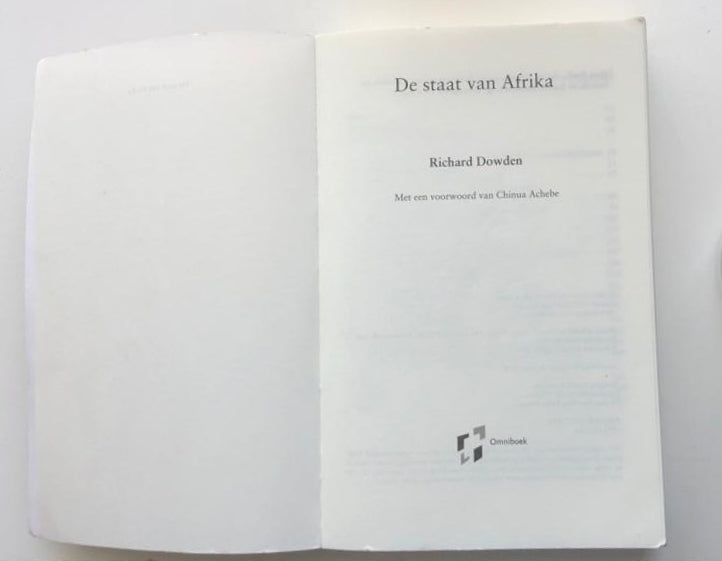 De staat van Afrika
Richard Dowden
Met een voorwoord van Chinua Achebe
Omniboek